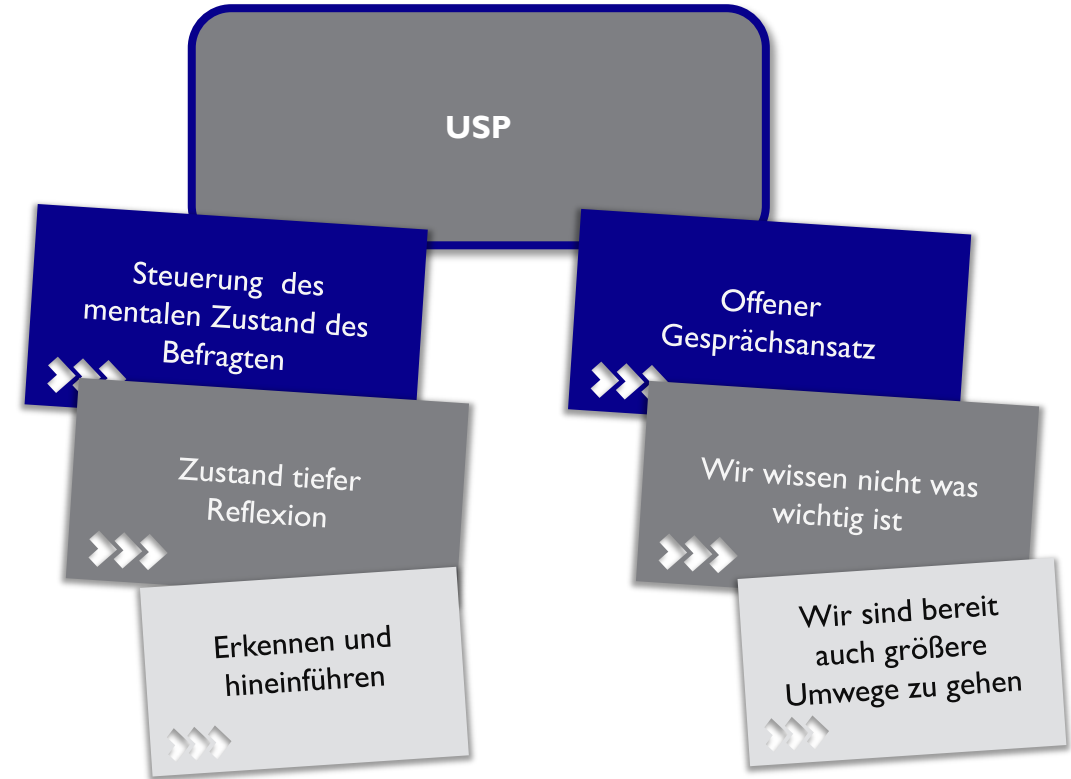 USP
Steuerung  des
mentalen Zustand des
Befragten
Zustand tiefer
Reflexion
Erkennen und
hineinführen
Offener
Gesprächsansatz
Wir wissen nicht was
wichtig ist
Wir sind bereit
auch größere
Umwege zu gehen